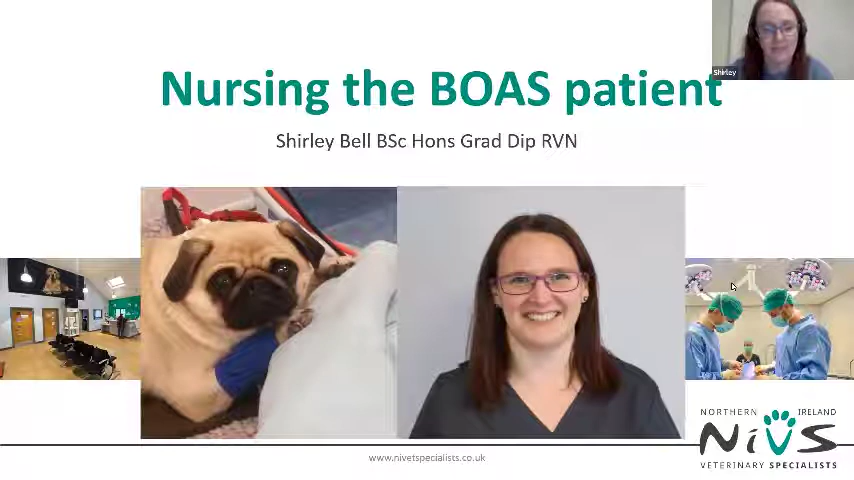 Shirley
Nursing the BOAS patient
Shirley Bell BSc Hons Grad Dip RVN
NORTHERN IRELAND
NiVS
VETERINARY SPECIALISTS
www.nivetspecialists.co.uk